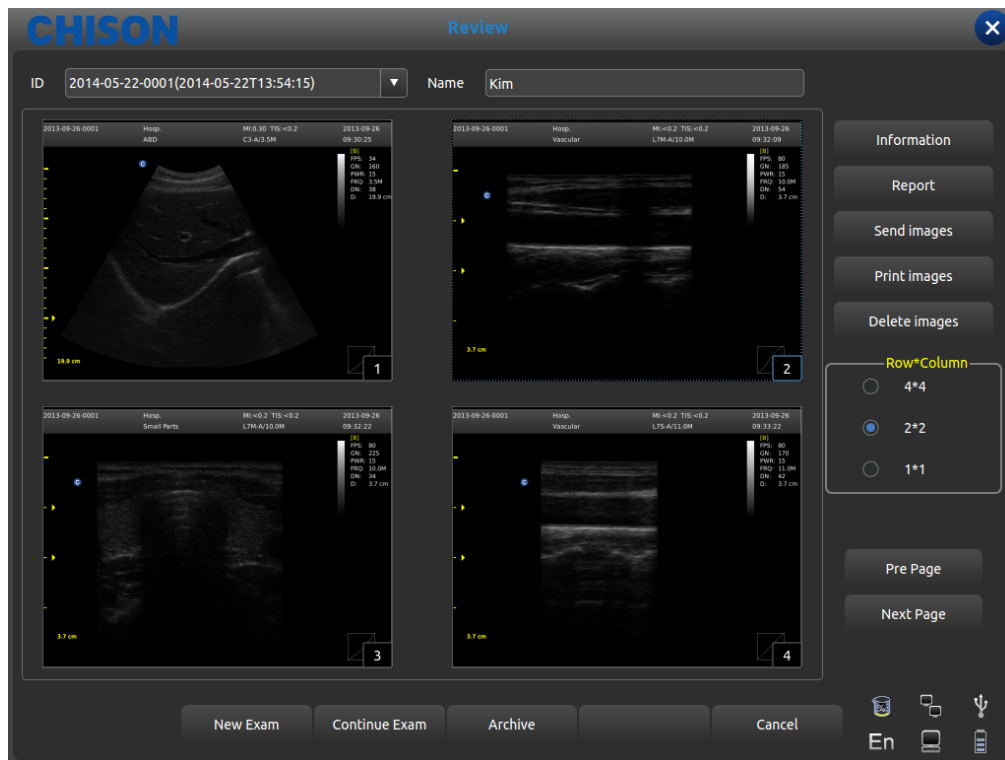 CHISON
Review
ID 2014-05-22-0001(2014-05-22T13:54:15) Name Kim
2013-09-26-0001 Hosp. MI:0.30 TIS:<0.2 2013-09-26
ABD C3-A/3.5M 09:30:25
[B]
FPS: 34
GN: 160
PWR: 15
FRQ: 3.5M
DN: 38
D: 19.9 cm
C
19.9 cm
1
2013-09-26-0001 Hosp. MI:<0.2 TIS:<0.2 2013-09-26
Vascular L7M-A/10.0M 09:32:09
[B]
FPS: 80
GN: 185
PWR: 15
FRQ: 10.0M
DN: 54
D: 3.7 cm
C
3.7 cm
2
2013-09-26-0001 Hosp. MI:<0.2 TIS:<0.2 2013-09-26
Small Parts L7M-A/10.0M 09:32:22
[B]
FPS: 80
GN: 225
PWR: 15
FRQ: 10.0M
DN: 34
D: 3.7 cm
C
3.7 cm
3
2013-09-26-0001 Hosp. MI:<0.2 TIS:<0.2 2013-09-26
Vascular L7S-A/11.0M 09:33:22
[B]
FPS: 80
GN: 170
PWR: 15
FRQ: 11.0M
DN: 42
D: 3.7 cm
C
3.7 cm
4
Information
Report
Send images
Print images
Delete images
Row*Column
4*4
2*2
1*1
Pre Page
Next Page
New Exam Continue Exam Archive Cancel
En